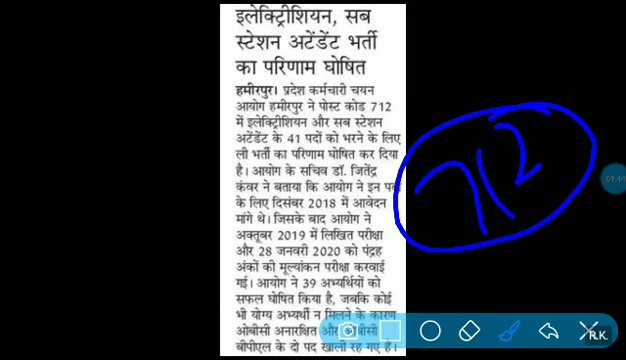 इलेक्ट्रिशियन, सब
स्टेशन अटेंडेंट भर्ती
का परिणाम घोषित
हमीरपुर। प्रदेश कर्मचारी चयन
आयोग हमीरपुर ने पोस्ट कोड 712
में इलेक्ट्रिशियन और सब स्टेशन
अटेंडेंट के 41 पदों को भरने के लिए
ली भर्ती का परिणाम घोषित कर दिया
है। आयोग के सचिव डॉ. जितेंद्र
कंवर ने बताया कि आयोग ने इन
के लिए दिसंबर 2018 में आवेदन
मांगे थे। जिसके बाद आयोग ने
अक्तूबर 2019 में लिखित परीक्षा
और 28 जनवरी 2020 को पंद्रह
अंकों की मूल्यांकन परीक्षा करवाई
गई। आयोग ने 39 अभ्यर्थियों को
सफल घोषित किया है, जबकि कोई
भी योग्य अभ्यर्थी न मिलने के कारण
ओबीसी अनारक्षित और
बीपीएल के दो पद खाली रह गए हैं।
712
01:44
R.K.